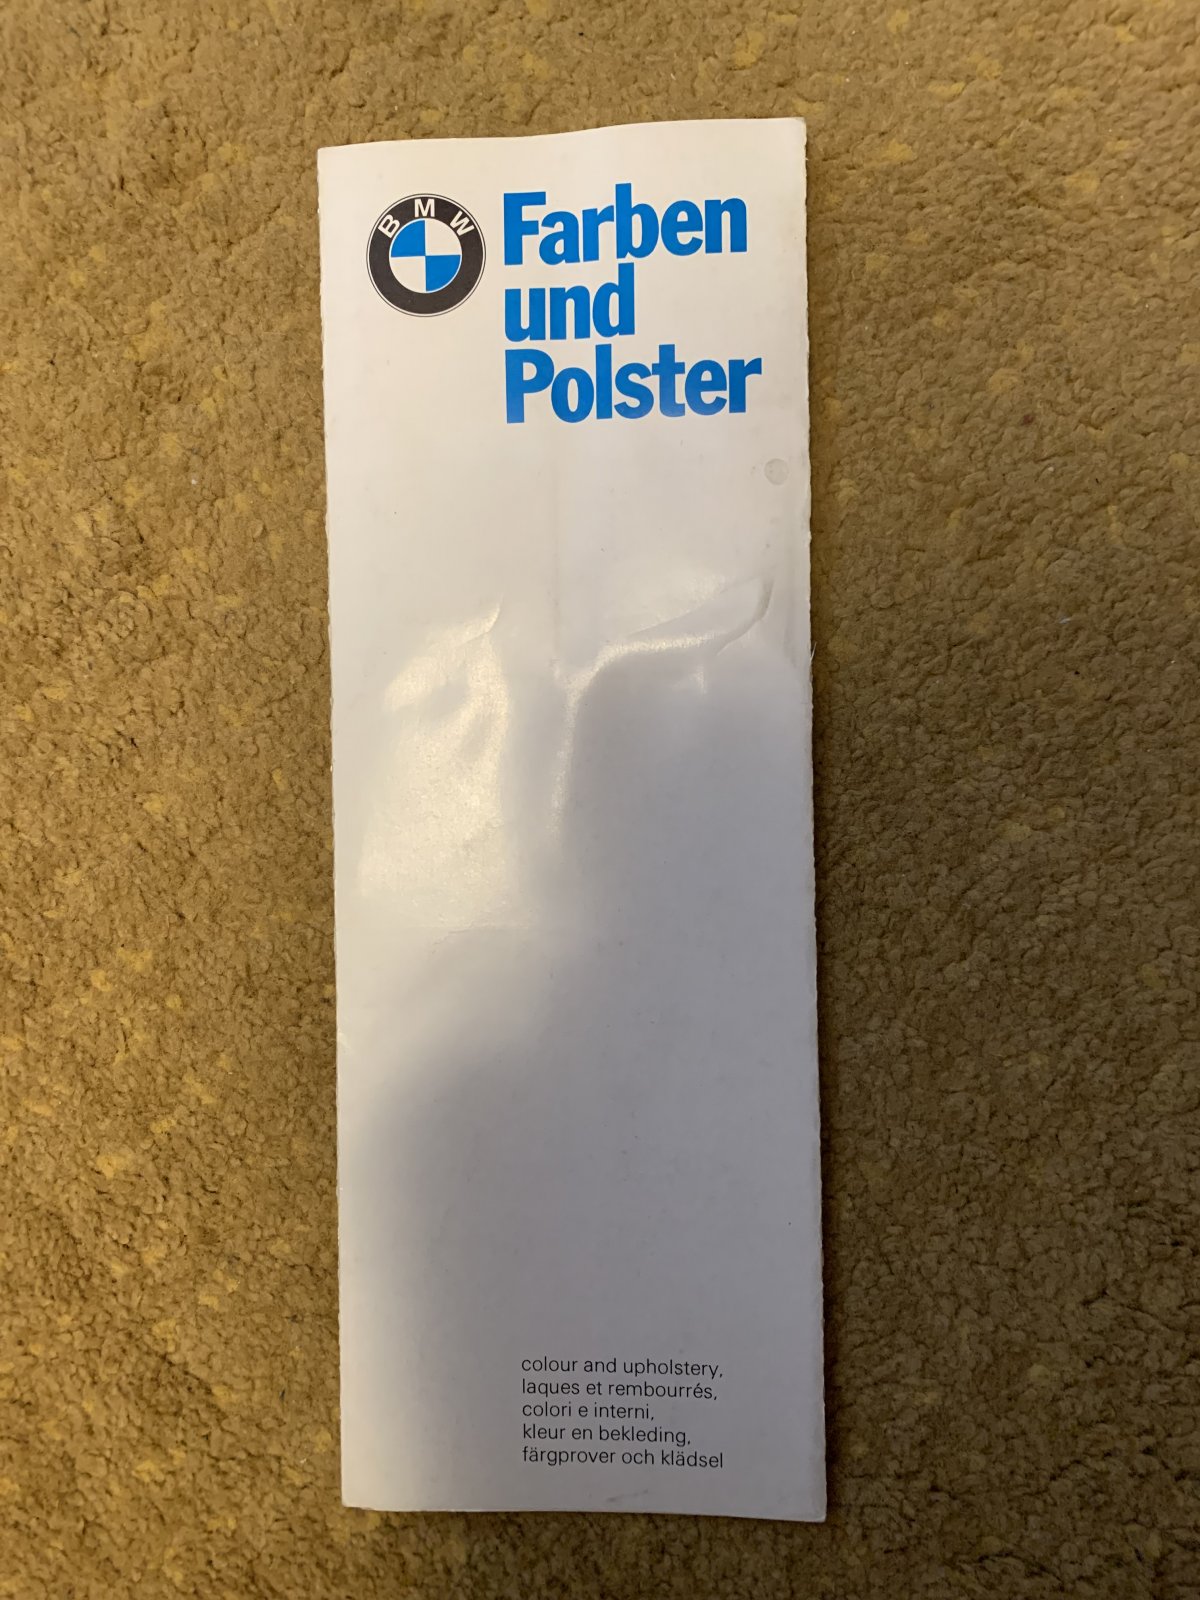 BMW
Farben
und
Polster
colour and upholstery,
laques et rembourrés,
colori e interni,
kleur en bekleding,
färgprover och klädsel